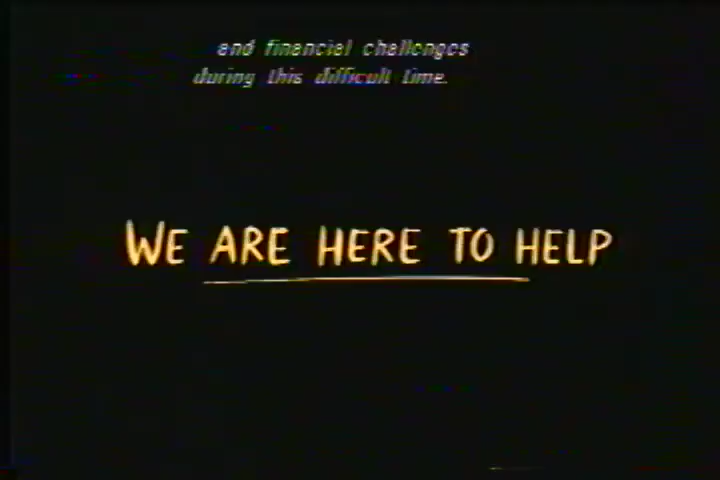 and financial challenges
during this difficult time.
WE ARE HERE TO HELP